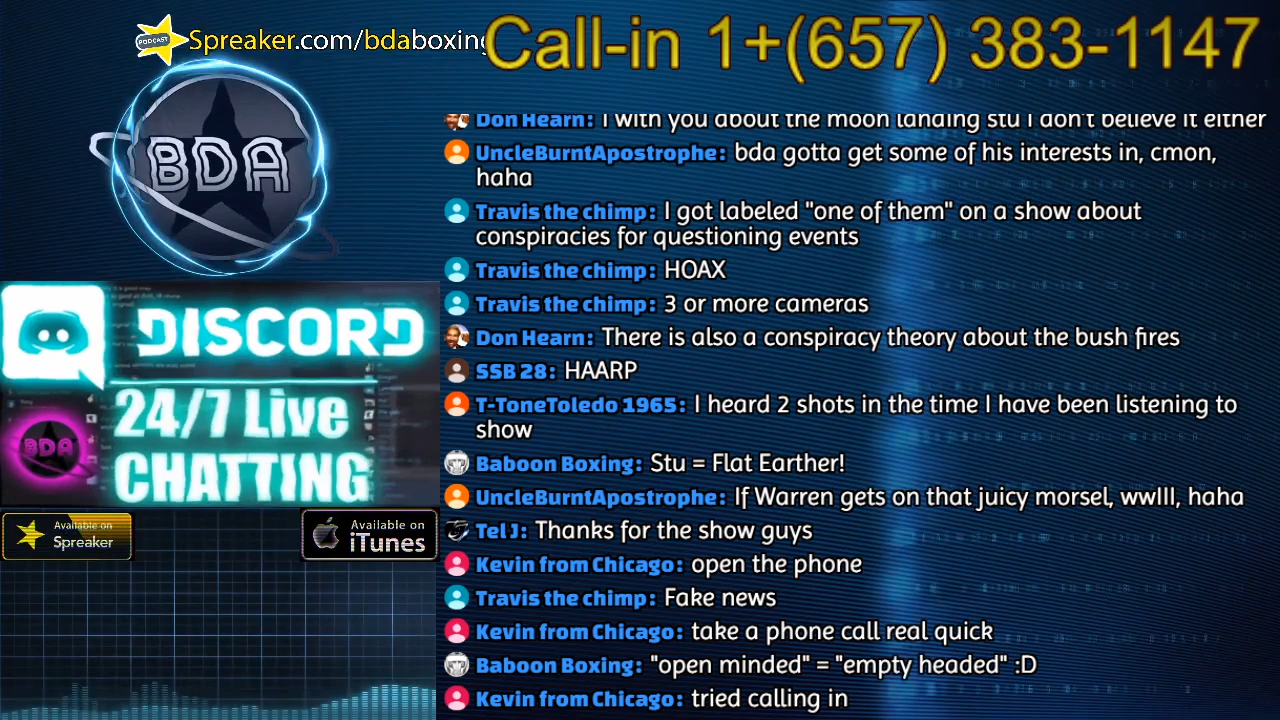 PODCAST
Spreaker.com/bdaboxing
Call-in 1+(657) 383-1147
BDA
Don Hearn: I with you about the moon landing stu I don't believe it either
UncleBurntApostrophe: bda gotta get some of his interests in, cmon,
haha
Travis the chimp: I got labeled "one of them" on a show about
conspiracies for questioning events
Travis the chimp: HOAX
Travis the chimp: 3 or more cameras
Don Hearn: There is also a conspiracy theory about the bush fires
SSB 28: HAARP
T-ToneToledo 1965: I heard 2 shots in the time I have been listening to
show
Baboon Boxing: Stu = Flat Earther!
UncleBurntApostrophe: If Warren gets on that juicy morsel, wwIII, haha
Tel J: Thanks for the show guys
Kevin from Chicago: open the phone
Travis the chimp: Fake news
Kevin from Chicago: take a phone call real quick
Baboon Boxing: "open minded" = "empty headed" :D
Kevin from Chicago: tried calling in
DISCORD
24/7 Live
CHATTING
BDA
Available on
Spreaker
Available on
iTunes